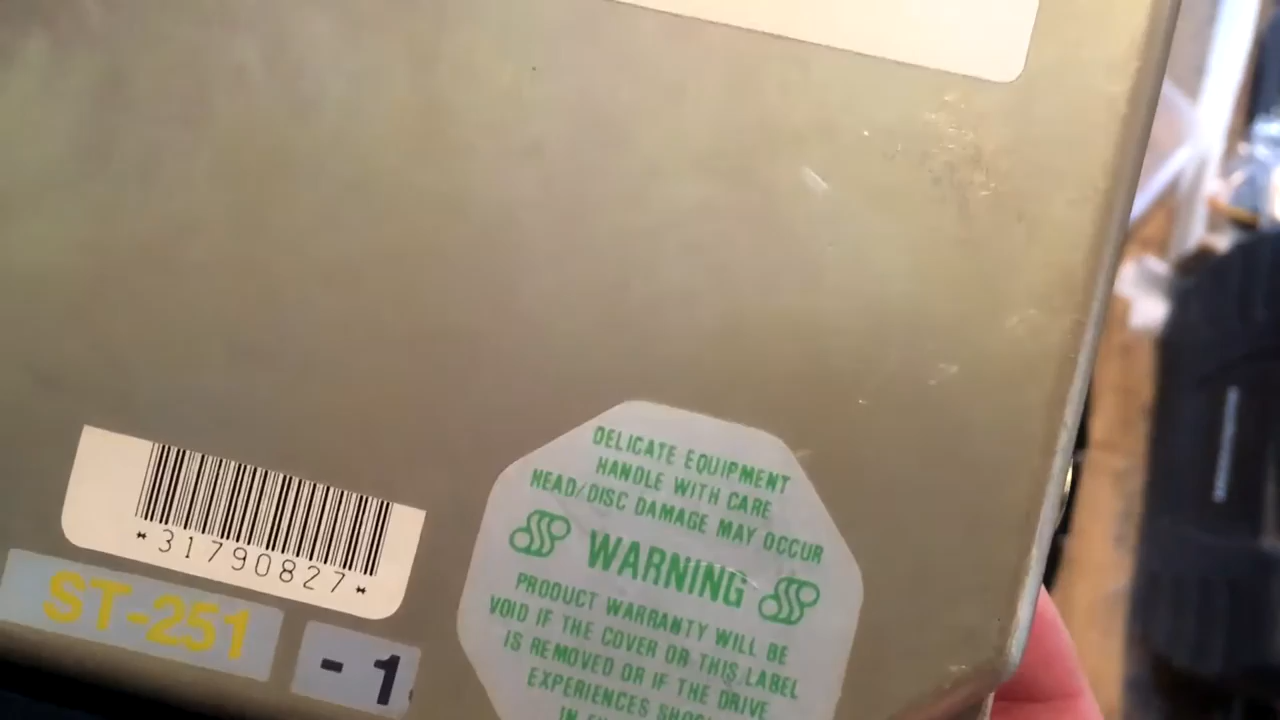 *31790827*
ST-251
- 1
DELICATE EQUIPMENT
HANDLE WITH CARE
HEAD/DISC DAMAGE MAY OCCUR
WARNING
PRODUCT WARRANTY WILL BE
VOID IF THE COVER OR THIS LABEL
IS REMOVED OR IF THE DRIVE
EXPERIENCES
IN